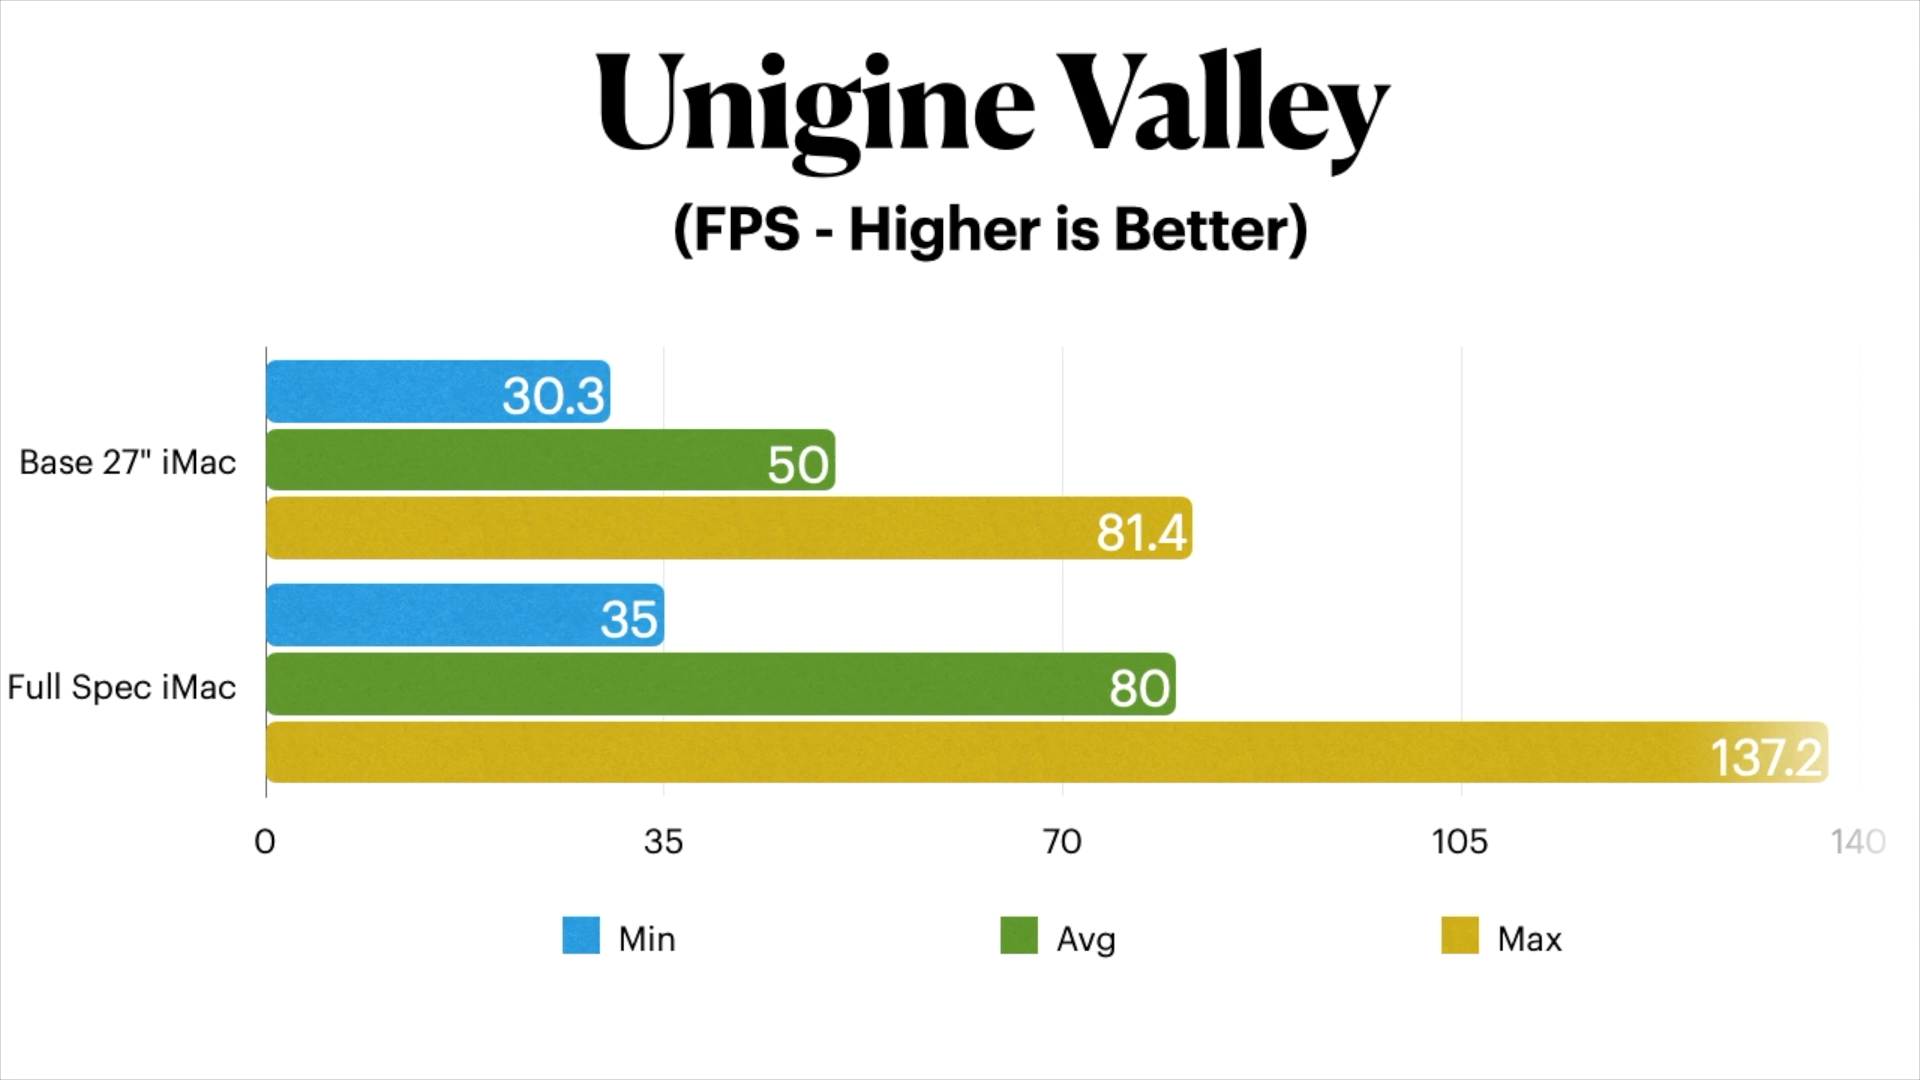 Unigine Valley
(FPS - Higher is Better)
30.3
Base 27" iMac
50
81.4
35
Full Spec iMac
80
137.2
0 35 70 105 140
Min Avg Max